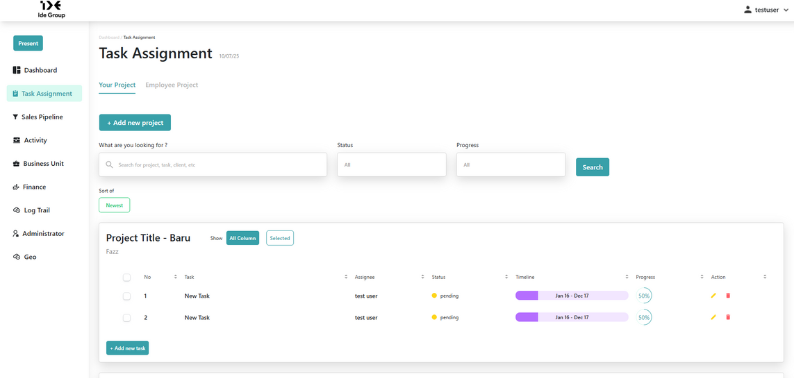 IDE
Ide Group
testuser
Present
Dashboard
Task Assignment
Sales Pipeline
Activity
Business Unit
Finance
Log Trail
Administrator
Geo
Dashboard / Task Assignment
Task Assignment 10/07/25
Your Project Employee Project
+ Add new project
What are you looking for ? Status Progress
Search for project, task, client, etc All All Search
Sort of
Newest
Project Title - Baru Show All Column Selected
Fazz
No Task Assignee Status Timeline Progress Action
1 New Task test user pending Jan 16 - Dec 17 50%
2 New Task test user pending Jan 16 - Dec 17 50%
+ Add new task